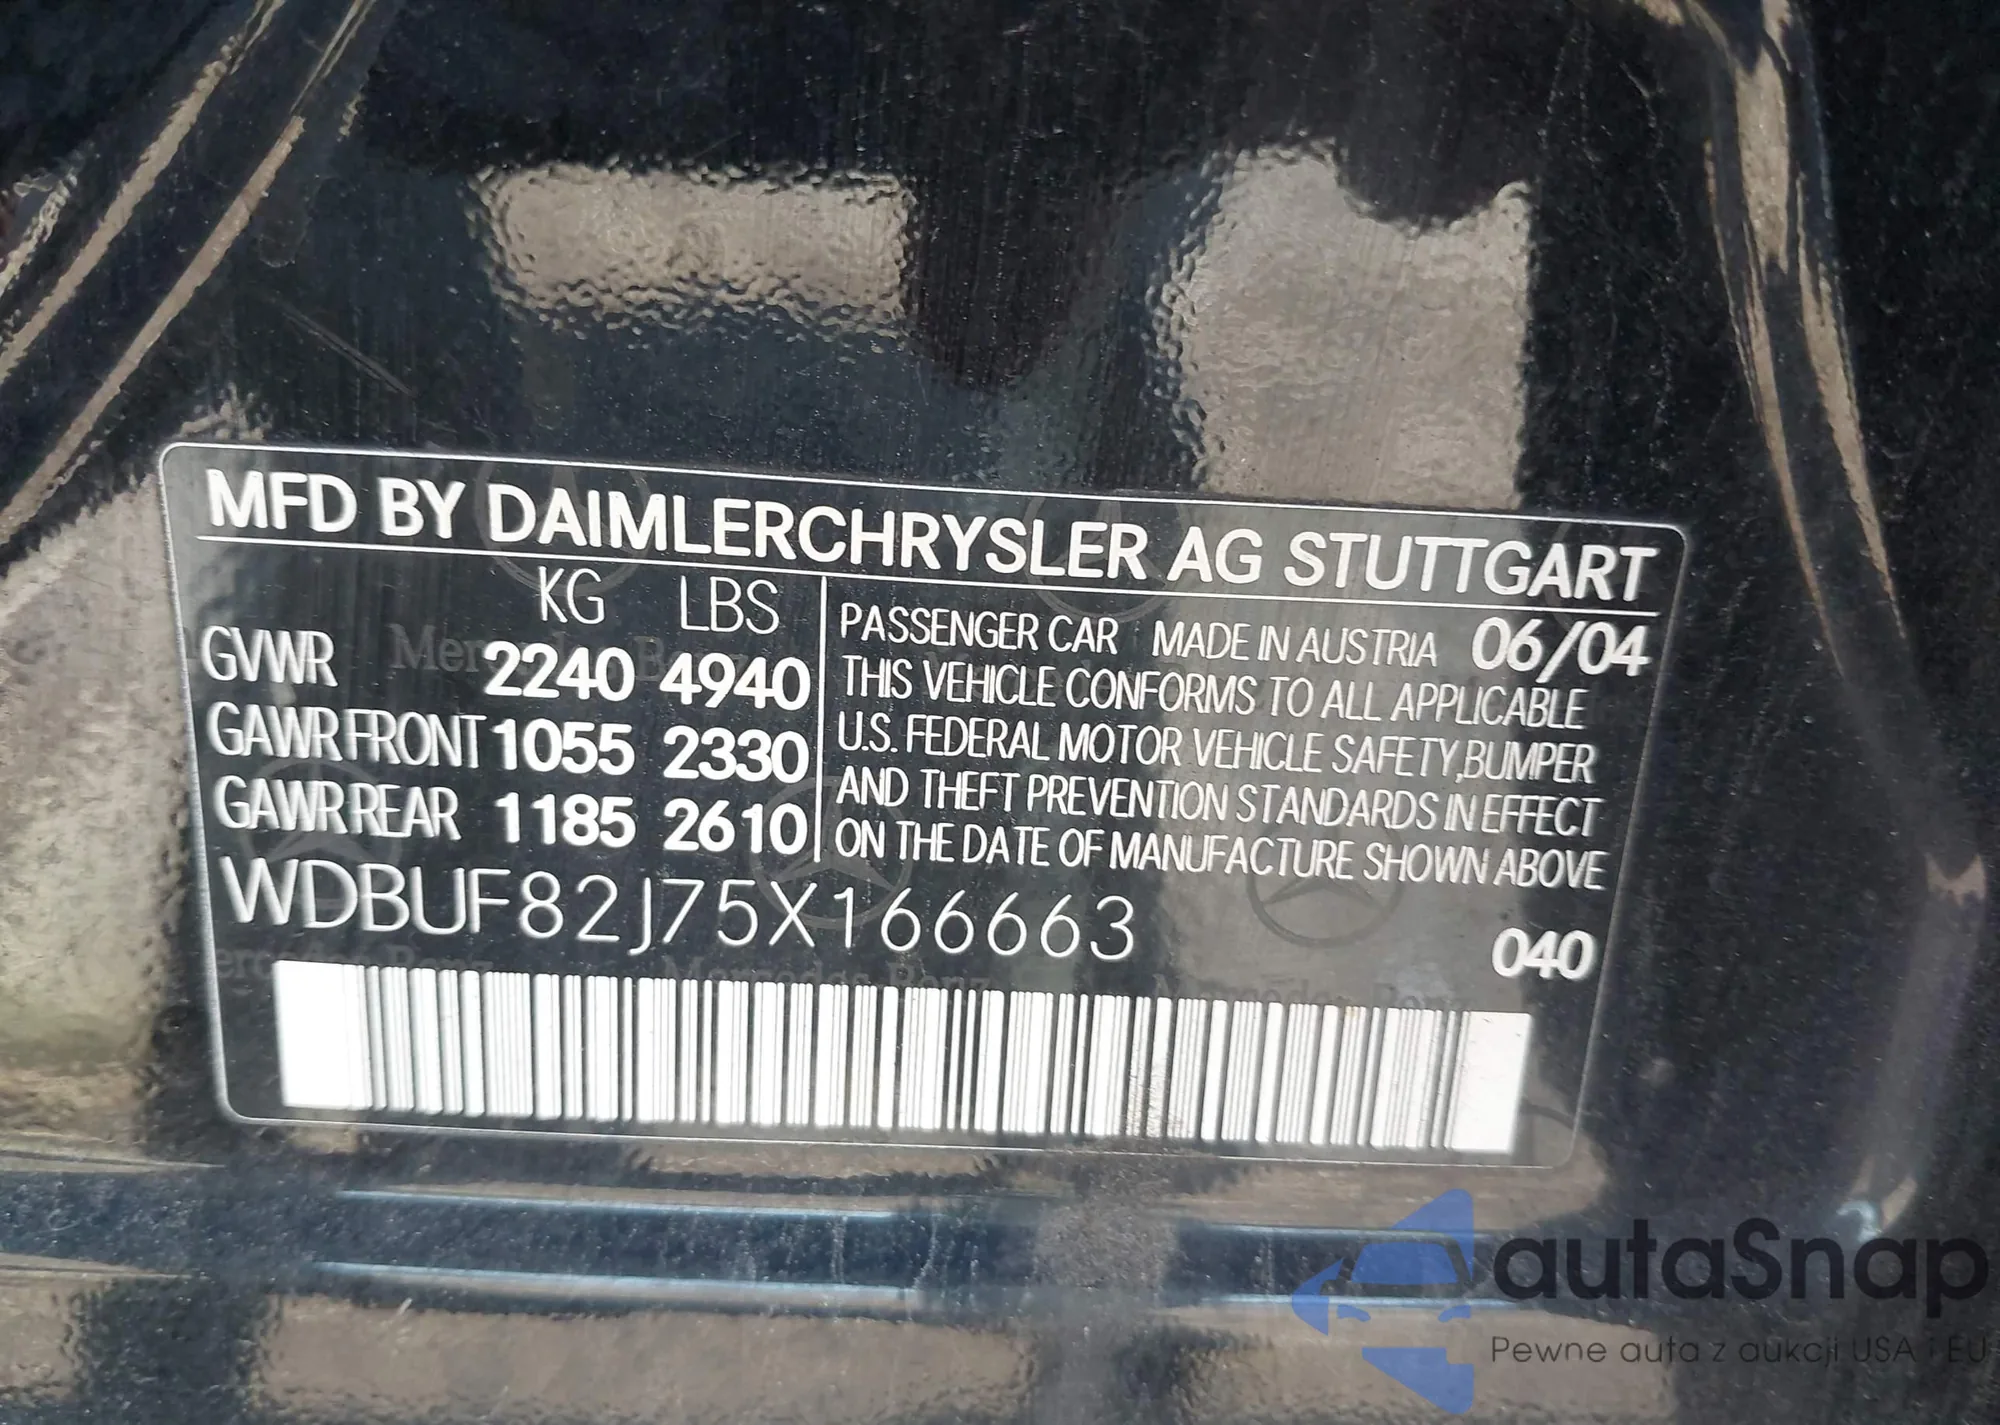 MFD BY DAIMLERCHRYSLER AG STUTTGART
KG LBS
GVWR 2240 4940
GAWR FRONT 1055 2330
GAWR REAR 1185 2610
PASSENGER CAR MADE IN AUSTRIA 06/04
THIS VEHICLE CONFORMS TO ALL APPLICABLE
U.S. FEDERAL MOTOR VEHICLE SAFETY, BUMPER
AND THEFT PREVENTION STANDARDS IN EFFECT
ON THE DATE OF MANUFACTURE SHOWN ABOVE
WDBUF82J75X166663
040
Mercedes-Benz
autaSnap
Pewne auta z aukcji USA i EU